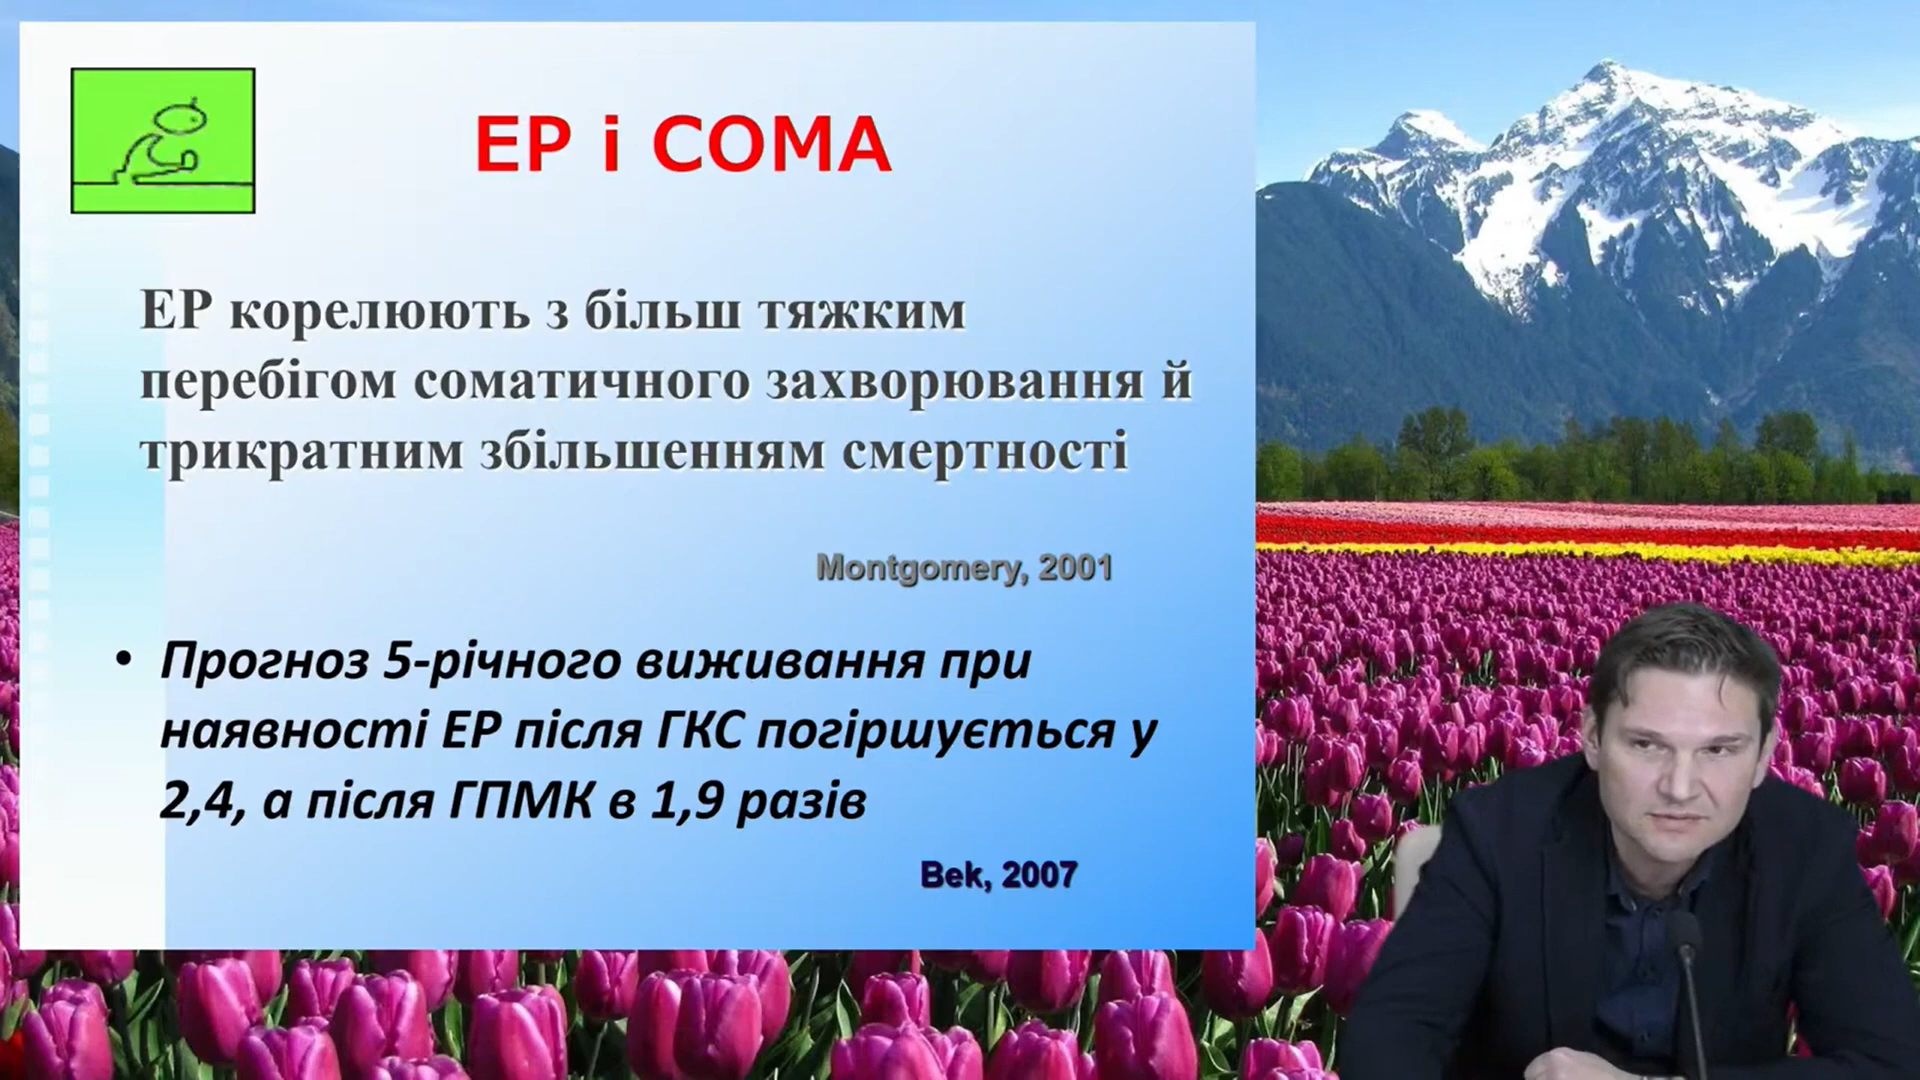 ЕР і СОМА
ЕР корелюють з більш тяжким
перебігом соматичного захворювання й
трикратним збільшенням смертності
Montgomery, 2001
• Прогноз 5-річного виживання при
наявності ЕР після ГКС погіршується у
2,4, а після ГПМК в 1,9 разів
Bek, 2007